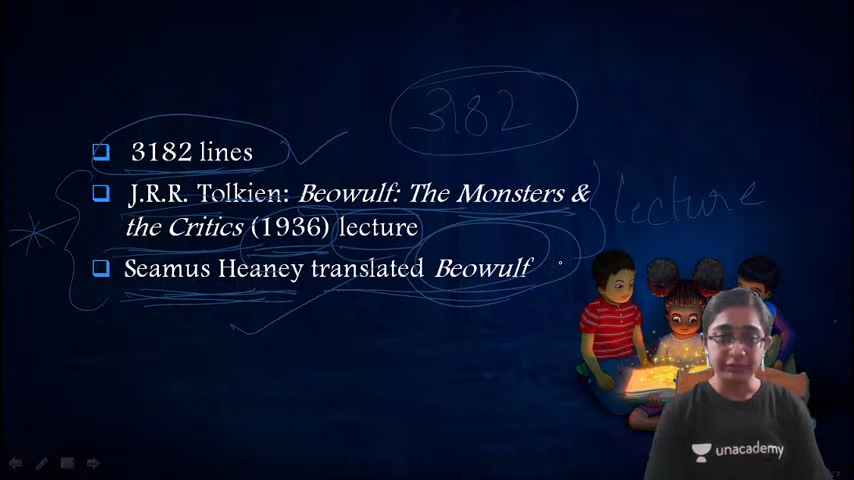 3182
3182 lines
J.R.R. Tolkien: Beowulf: The Monsters &
the Critics (1936) lecture
lecture
Seamus Heaney translated Beowulf
unacademy